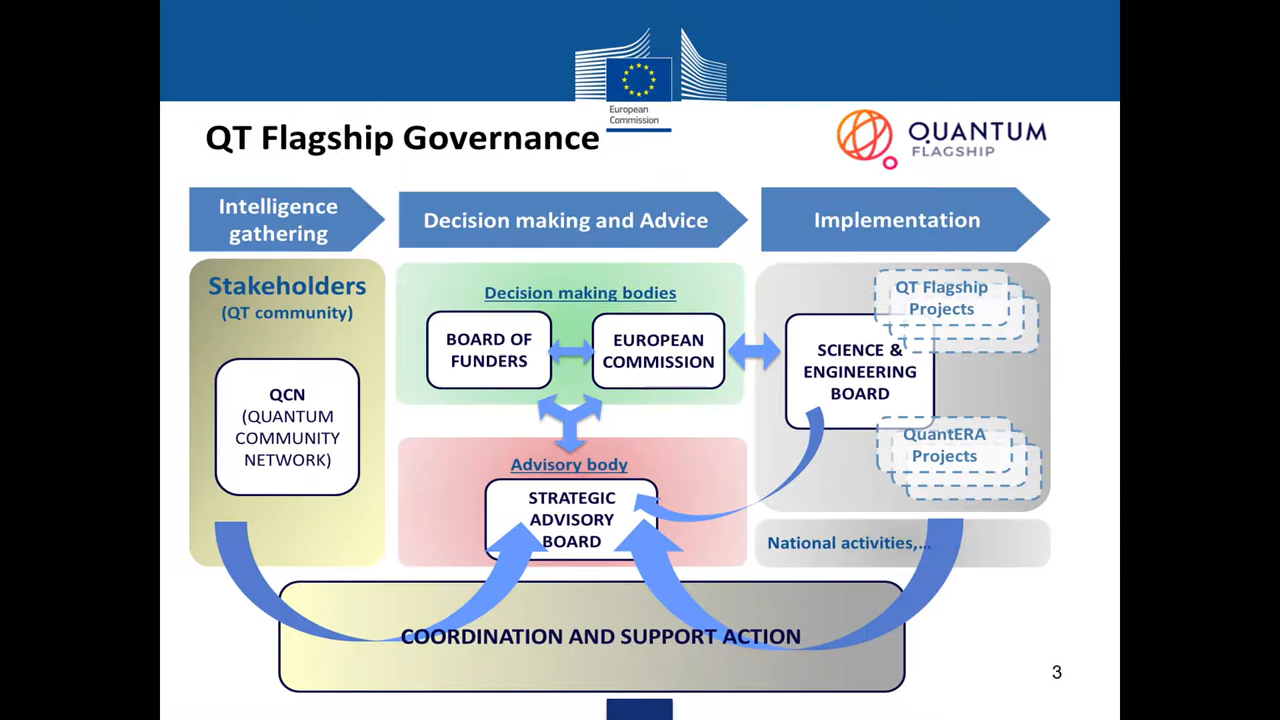 European
Commission
QT Flagship Governance
QUANTUM
FLAGSHIP
Intelligence
gathering
Decision making and Advice
Implementation
Stakeholders
(QT community)
QCN
(QUANTUM
COMMUNITY
NETWORK)
Decision making bodies
BOARD OF
FUNDERS
EUROPEAN
COMMISSION
Advisory body
STRATEGIC
ADVISORY
BOARD
QT Flagship
Projects
SCIENCE &
ENGINEERING
BOARD
QuantERA
Projects
National activities,...
COORDINATION AND SUPPORT ACTION
3